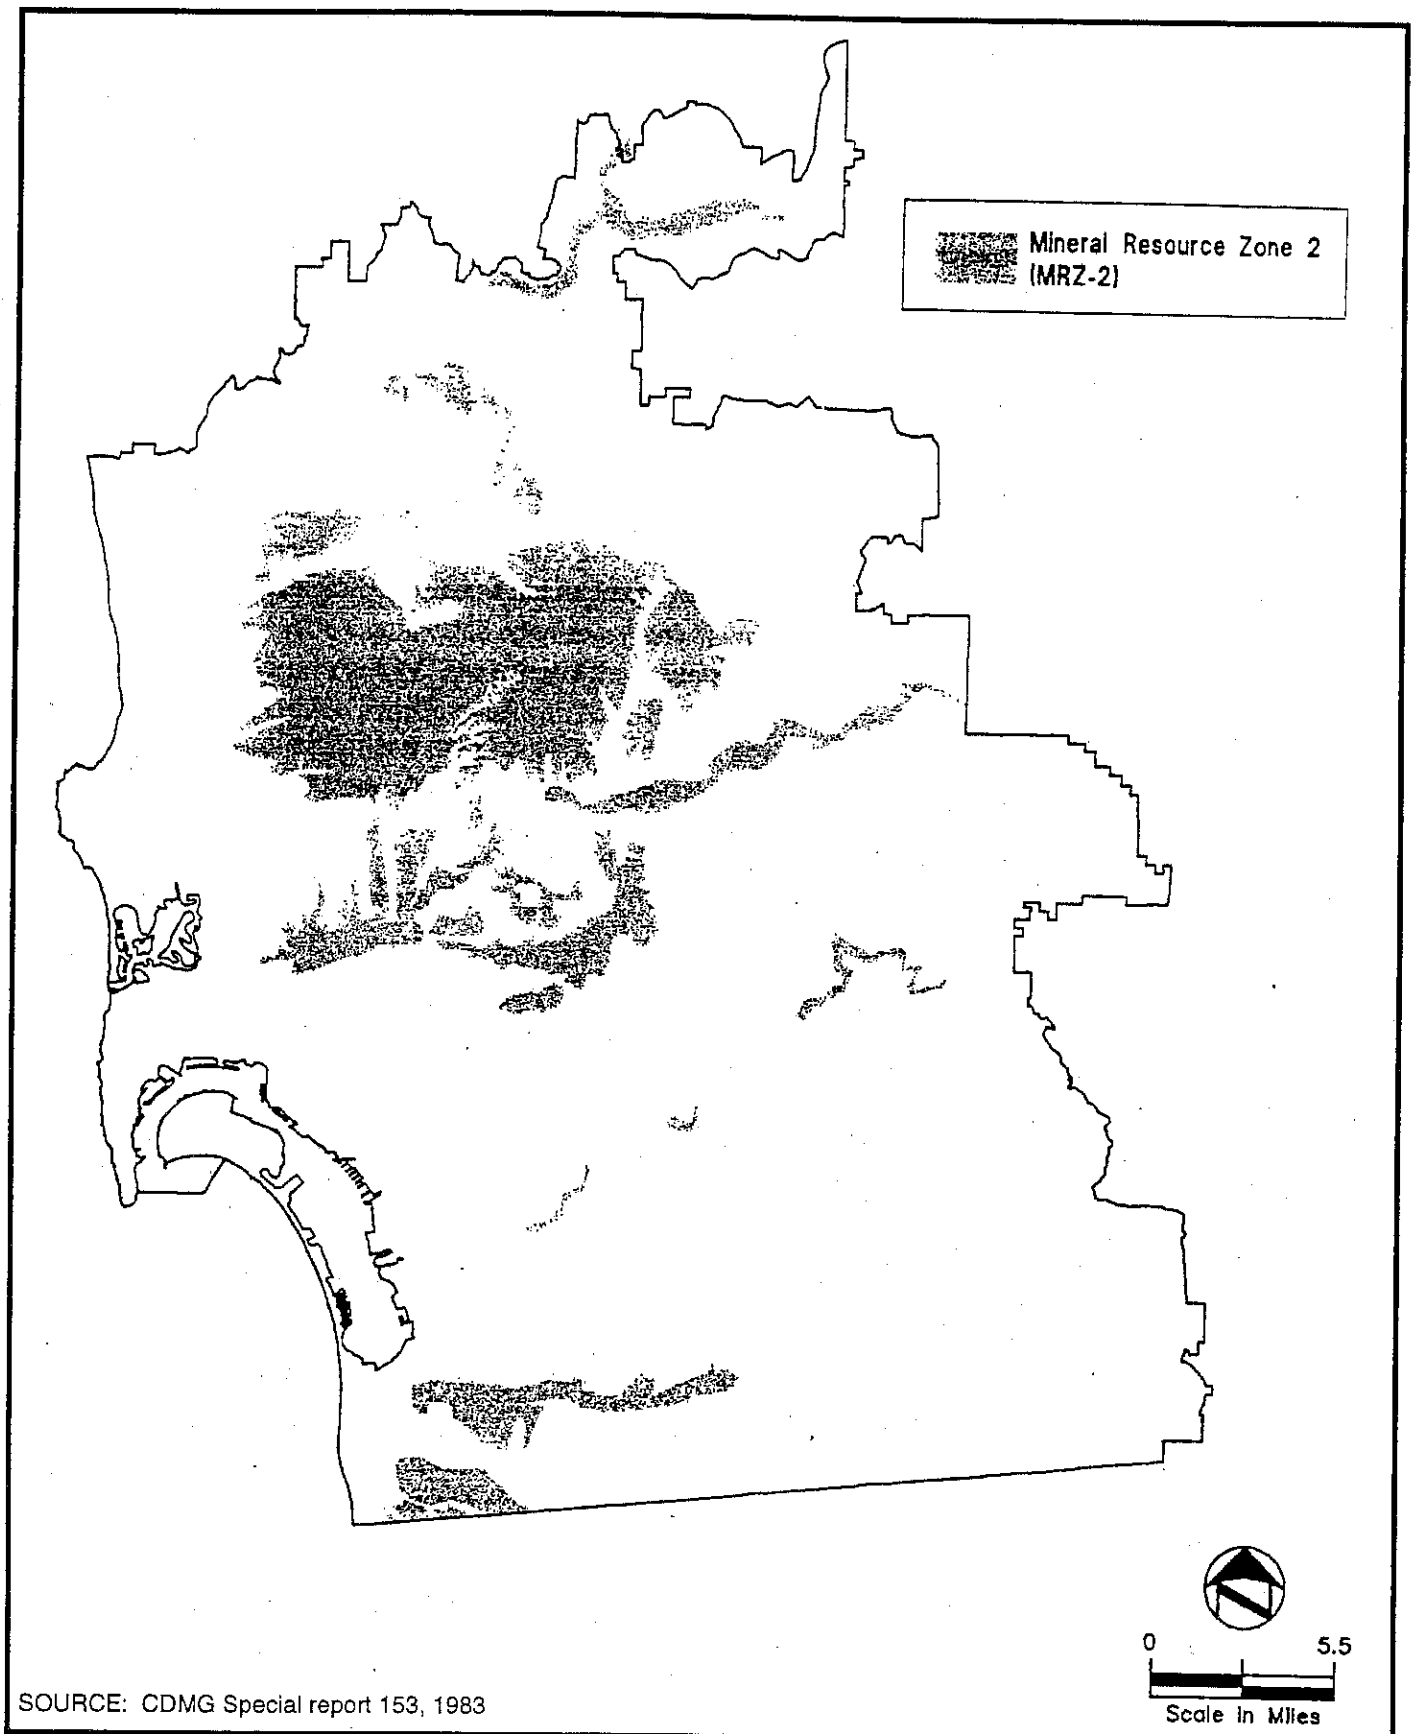 Mineral Resource Zone 2
(MRZ-2)
0 5.5
Scale in Miles
SOURCE: CDMG Special report 153, 1983